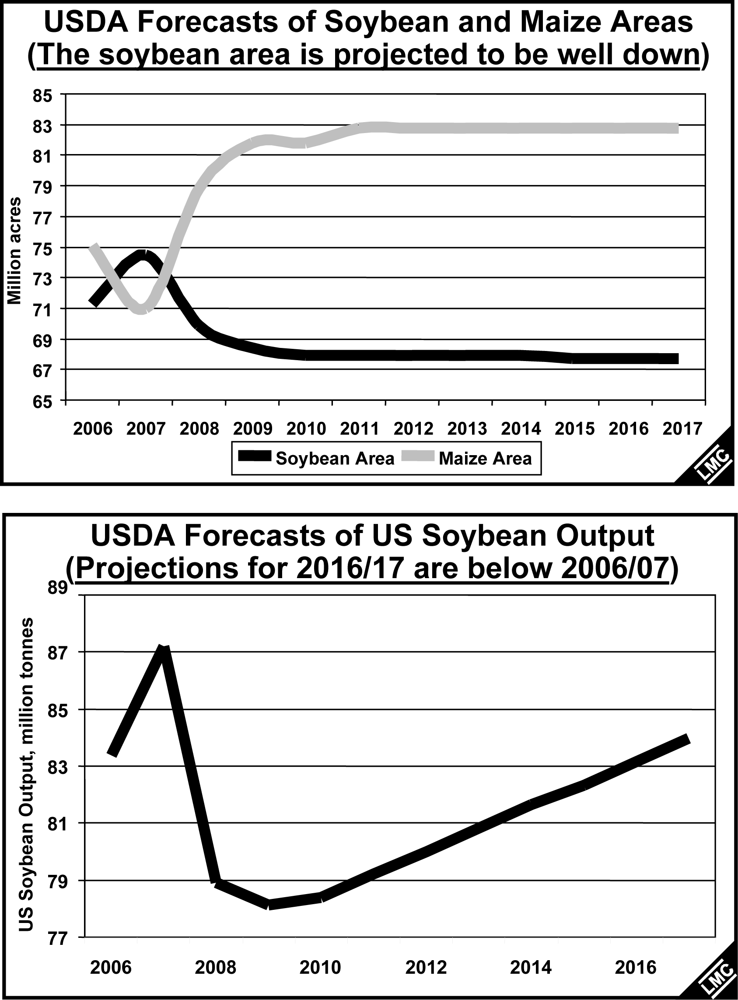 USDA Forecasts of Soybean and Maize Areas
(The soybean area is projected to be well down)
85
83
81
79
77
75
73
71
69
67
65
Million acres
2006 2007 2008 2009 2010 2011 2012 2013 2014 2015 2016 2017
Soybean Area Maize Area
LMC
USDA Forecasts of US Soybean Output
(Projections for 2016/17 are below 2006/07)
89
87
85
83
81
79
77
US Soybean Output, million tonnes
2006 2008 2010 2012 2014 2016
LMC